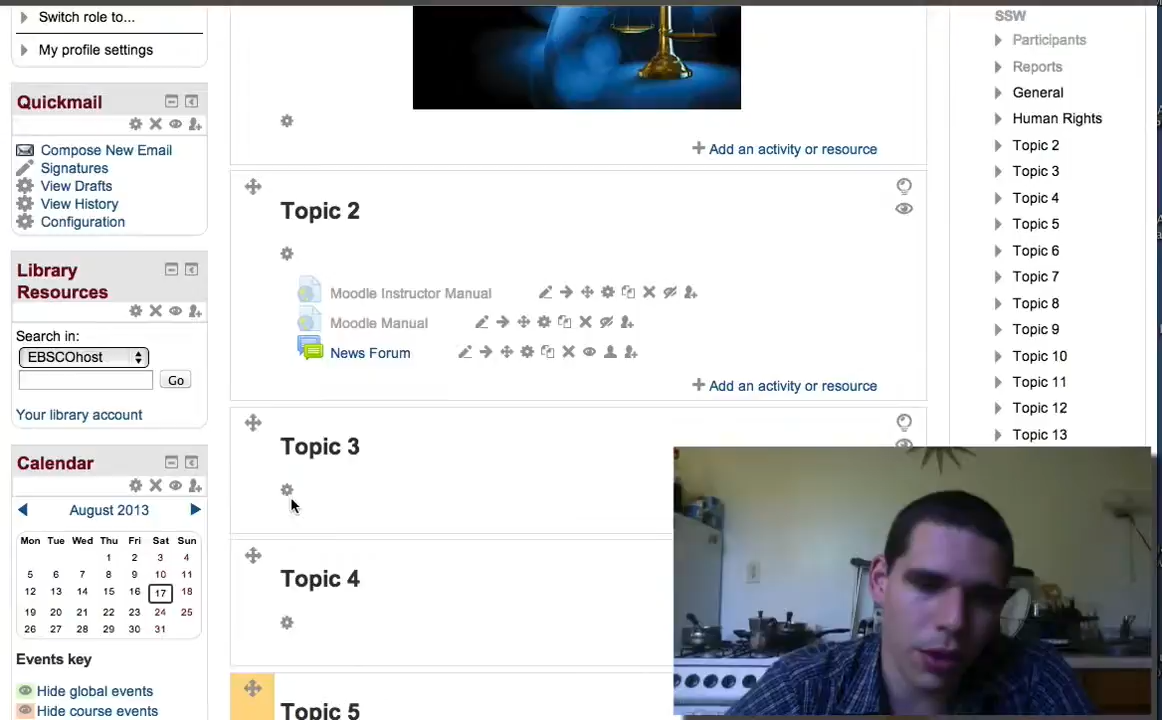 Switch role to...
My profile settings
Quickmail
Compose New Email
Signatures
View Drafts
View History
Configuration
Library
Resources
Search in:
EBSCOhost
Go
Your library account
Calendar
August 2013
Mon Tue Wed Thu Fri Sat Sun
1 2 3 4
5 6 7 8 9 10 11
12 13 14 15 16 17 18
19 20 21 22 23 24 25
26 27 28 29 30 31
Events key
Hide global events
Hide course events
Add an activity or resource
Topic 2
Moodle Instructor Manual
Moodle Manual
News Forum
Add an activity or resource
Topic 3
Topic 4
Topic 5
SSW
Participants
Reports
General
Human Rights
Topic 2
Topic 3
Topic 4
Topic 5
Topic 6
Topic 7
Topic 8
Topic 9
Topic 10
Topic 11
Topic 12
Topic 13